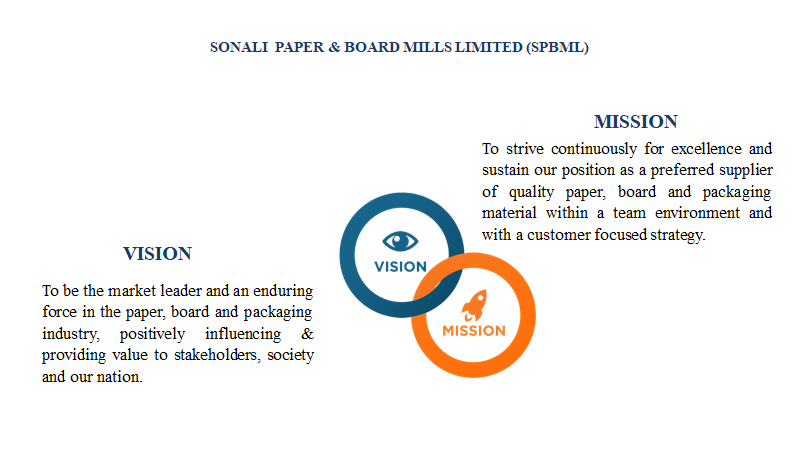 SONALI PAPER & BOARD MILLS LIMITED (SPBML)
MISSION
To strive continuously for excellence and
sustain our position as a preferred supplier
of quality paper, board and packaging
material within a team environment and
with a customer focused strategy.
VISION
MISSION
VISION
To be the market leader and an enduring
force in the paper, board and packaging
industry, positively influencing &
providing value to stakeholders, society
and our nation.